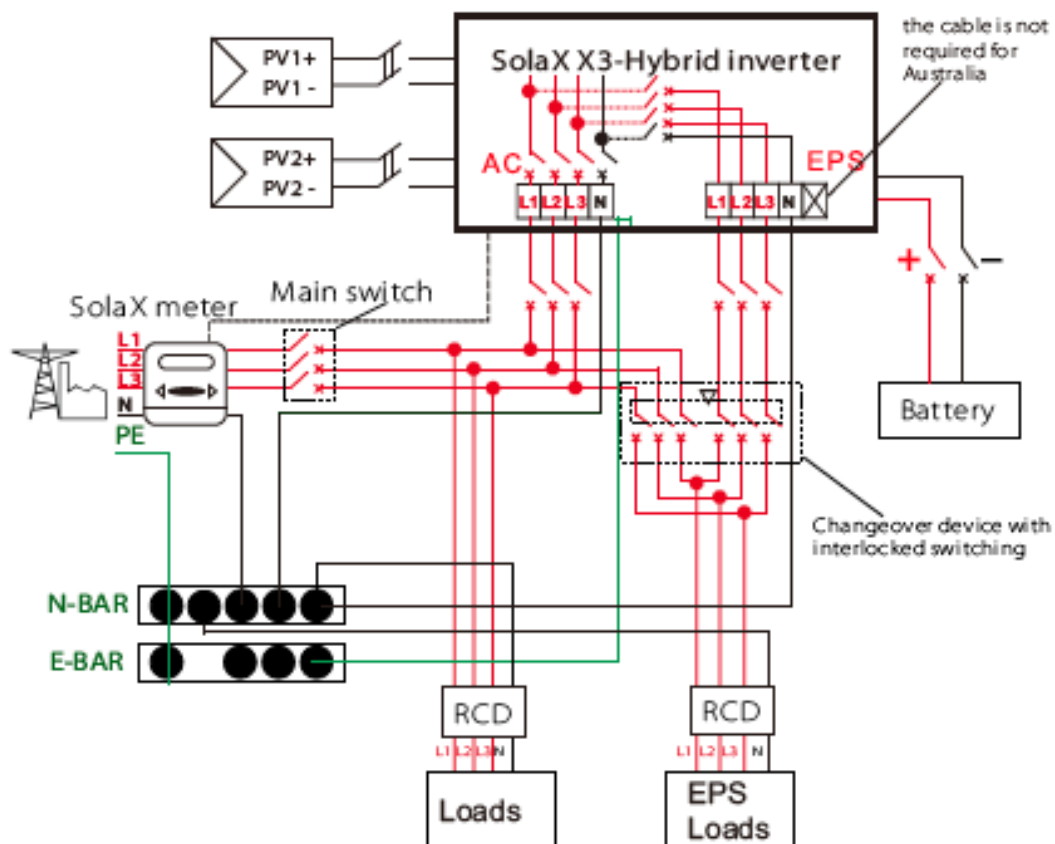 the cable is not
required for
Australia
PV1+
PV1 -
SolaX X3-Hybrid inverter
PV2+
PV2 -
AC
EPS
L1 L2 L3 N
L1 L2 L3 N
+ −
SolaX meter
Main switch
L1
L2
L3
N
PE
Battery
Changeover device with
interlocked switching
N-BAR
E-BAR
RCD
RCD
L1 L2 L3 N
L1 L2 L3 N
Loads
EPS
Loads